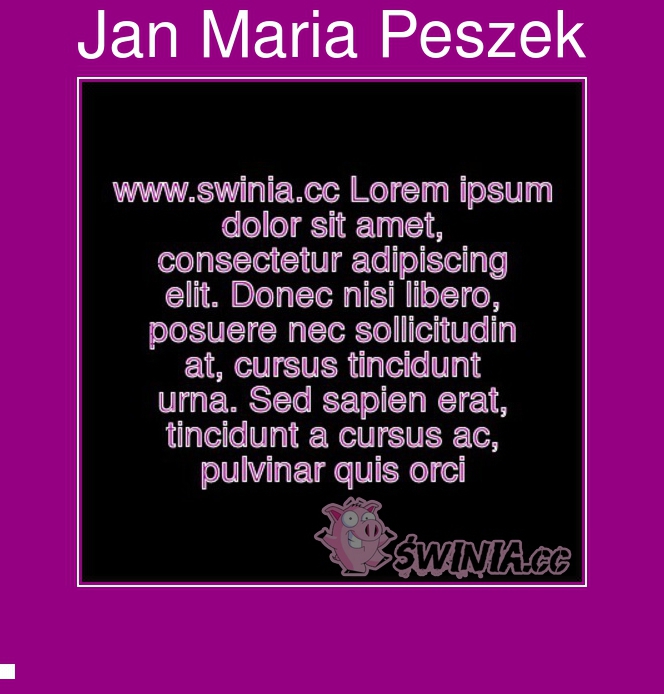 Jan Maria Peszek
www.swinia.cc Lorem ipsum
dolor sit amet,
consectetur adipiscing
elit. Donec nisi libero,
posuere nec sollicitudin
at, cursus tincidunt
urna. Sed sapien erat,
tincidunt a cursus ac,
pulvinar quis orci
ŚWINIA.cc